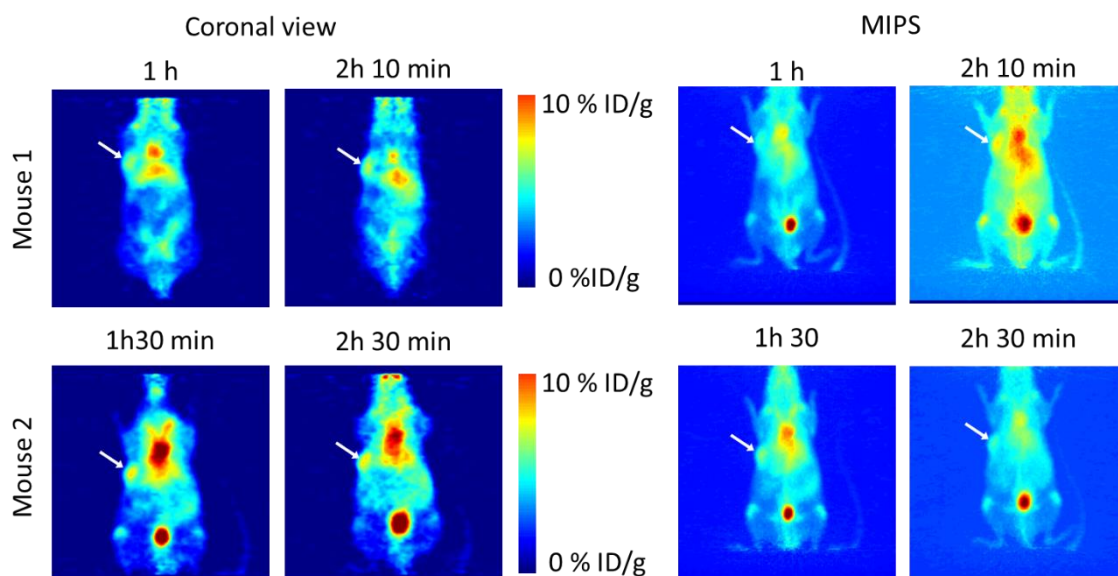 Coronal view
MIPS
1 h
2h 10 min
1 h
2h 10 min
Mouse 1
10 % ID/g
0 %ID/g
1h30 min
2h 30 min
1h 30
2h 30 min
Mouse 2
10 % ID/g
0 % ID/g